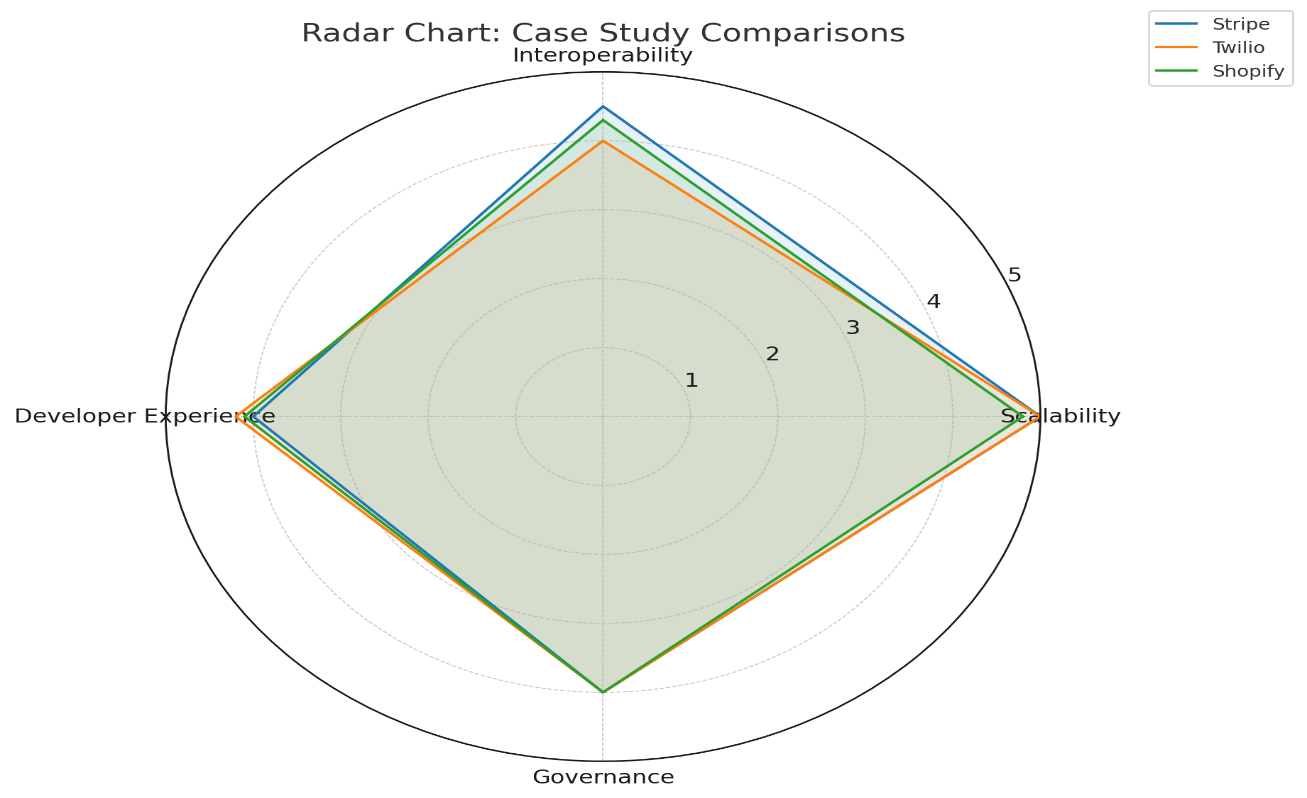 Radar Chart: Case Study Comparisons
Stripe
Twilio
Shopify
Interoperability
5
4
3
2
1
Developer Experience
Scalability
Governance